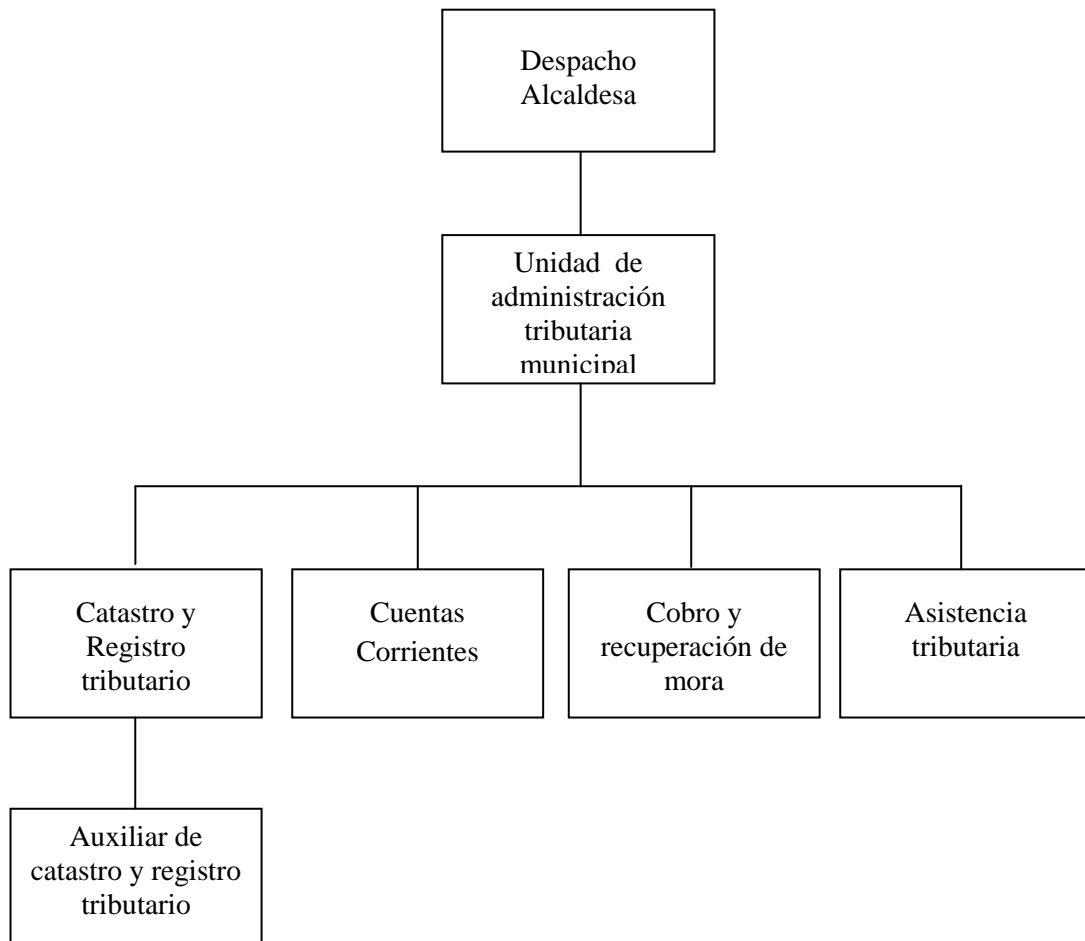 Despacho
Alcaldesa
Unidad de
administración
tributaria
municipal
Catastro y
Registro
tributario
Cuentas
Corrientes
Cobro y
recuperación de
mora
Asistencia
tributaria
Auxiliar de
catastro y registro
tributario